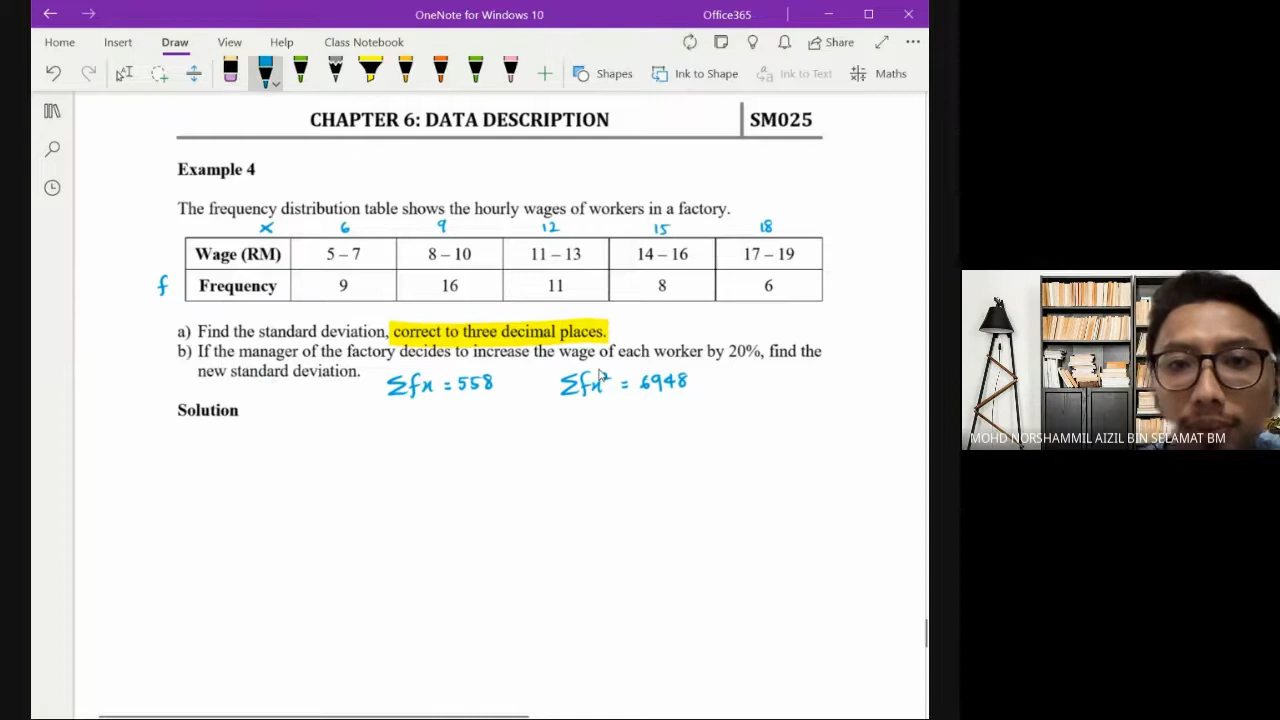 OneNote for Windows 10
Office365
Home Insert Draw View Help Class Notebook
Share
Shapes Ink to Shape Ink to Text Maths
CHAPTER 6: DATA DESCRIPTION SM025
Example 4
The frequency distribution table shows the hourly wages of workers in a factory.
x 6 9 12 15 18
Wage (RM) 5 – 7 8 – 10 11 – 13 14 – 16 17 – 19
f Frequency 9 16 11 8 6
a) Find the standard deviation, correct to three decimal places.
b) If the manager of the factory decides to increase the wage of each worker by 20%, find the
new standard deviation.
Σfx = 558 Σfx² = 6948
Solution
MOHD NORSHAMMIL AIZIL BIN SELAMAT BM